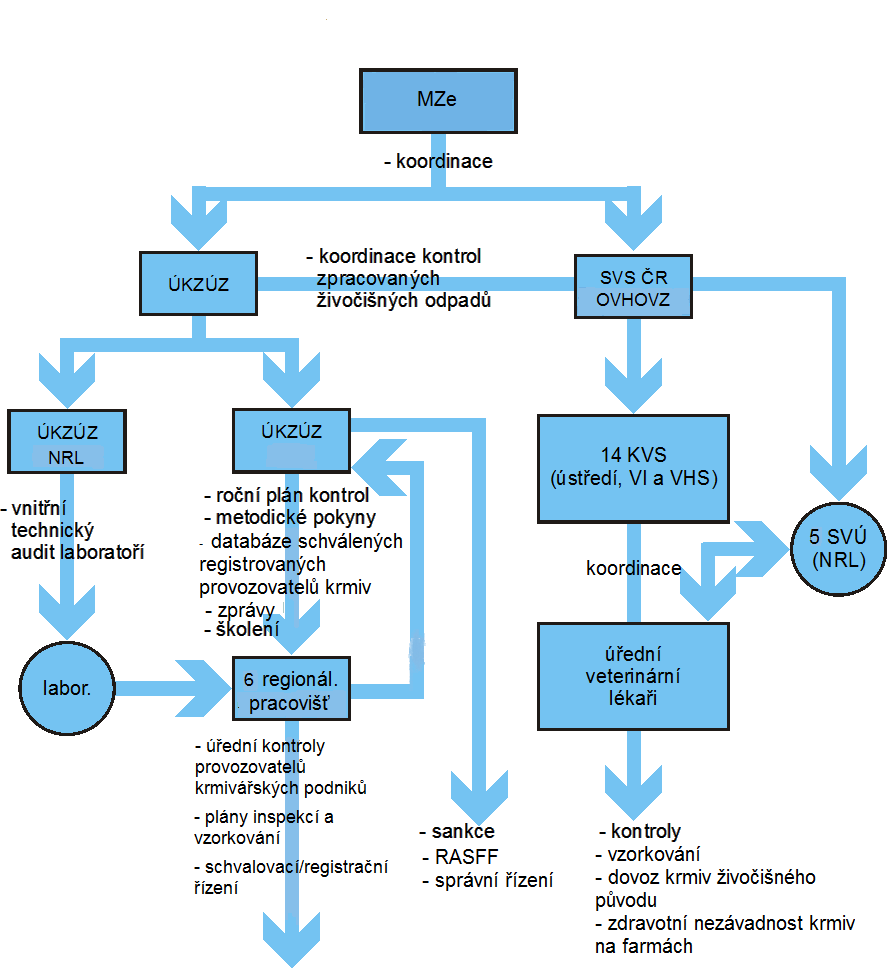 MZe
- koordinace
ÚKZÚZ
- koordinace kontrol
zpracovaných
živočišných odpadů
SVS ČR
OVHOVZ
ÚKZÚZ
NRL
ÚKZÚZ
14 KVS
(ústředí, VI a VHS)
5 SVÚ
(NRL)
- vnitřní
technický
audit laboratoří
- roční plán kontrol
- metodické pokyny
- databáze schválených
registrovaných
provozovatelů krmiv
- zprávy
- školení
koordinace
labor.
6 regionál.
pracovišť
úřední
veterinární
lékaři
- úřední kontroly
provozovatelů
krmivářských podniků
- plány inspekcí a
vzorkování
- schvalovací/registrační
řízení
- sankce
- RASFF
- správní řízení
- kontroly
- vzorkování
- dovoz krmiv živočišného
původu
- zdravotní nezávadnost krmiv
na farmách